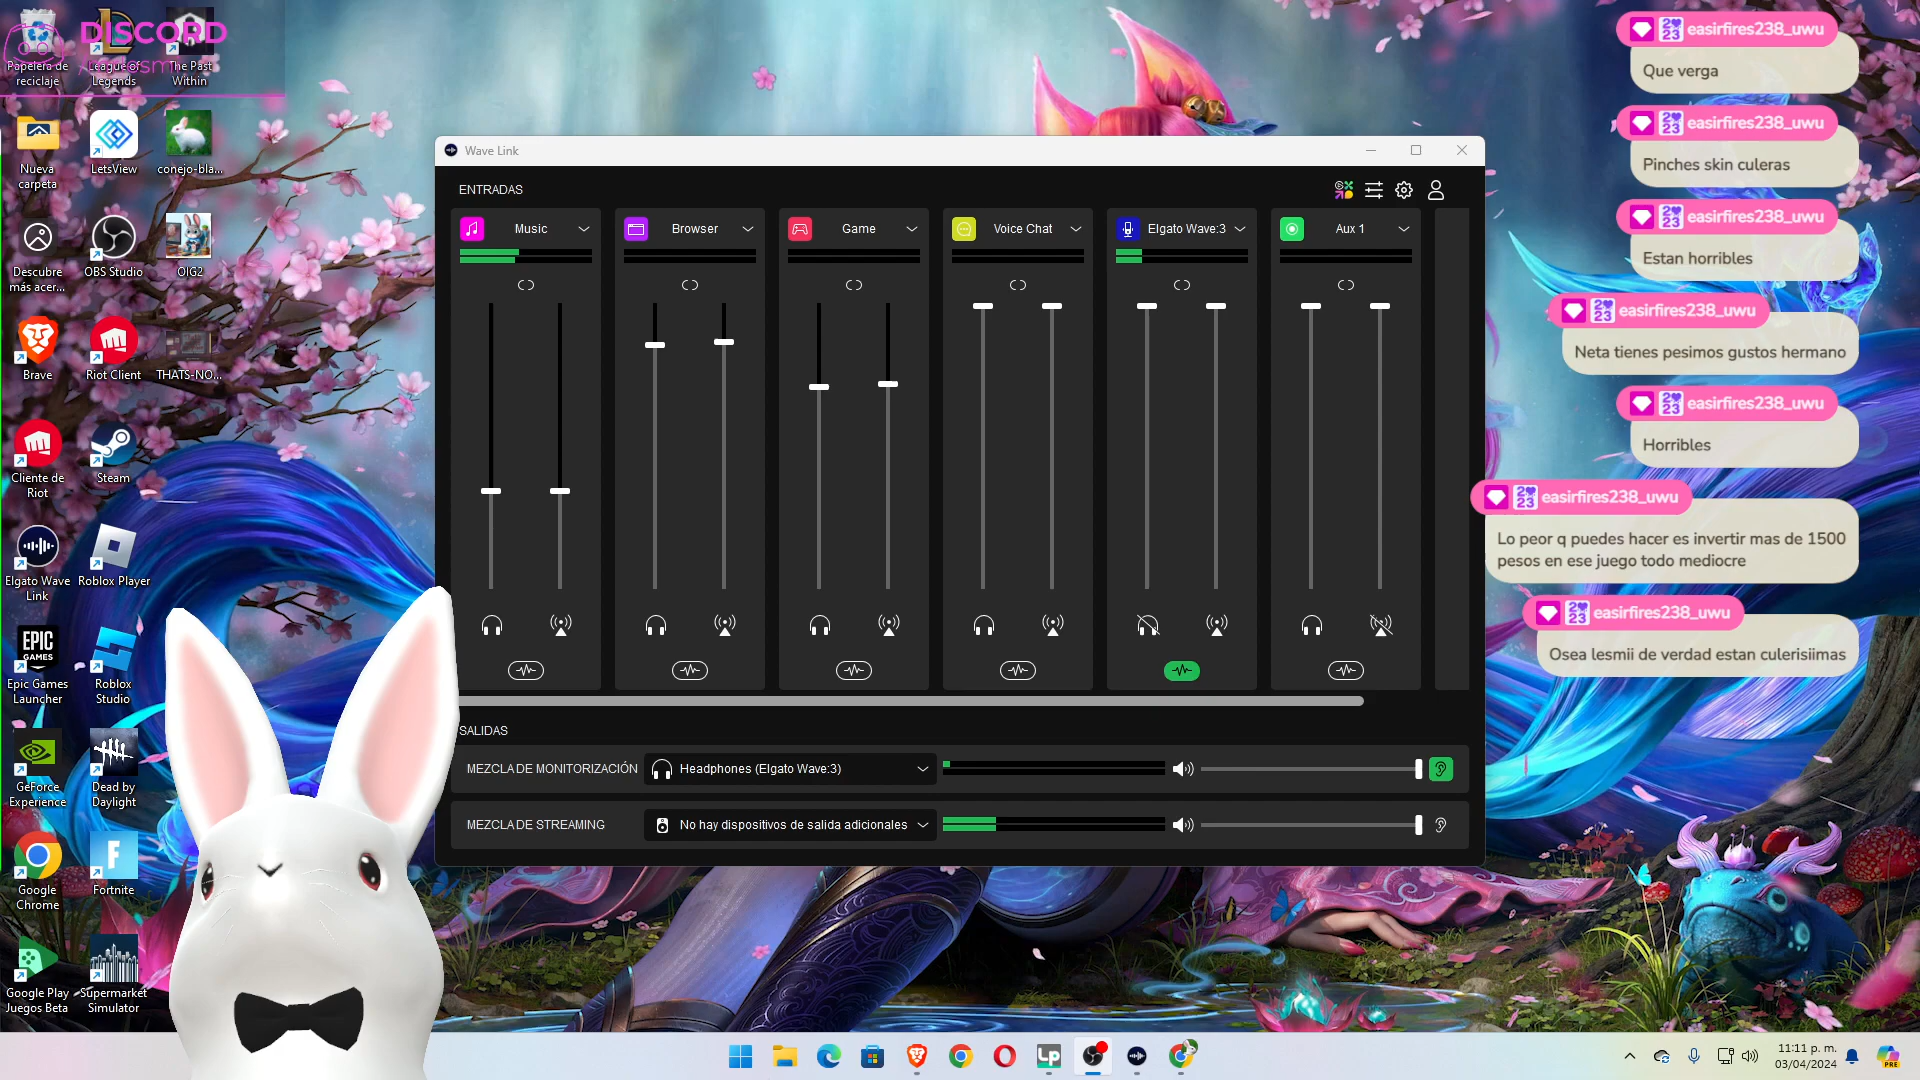 DISCORD
Papelera de
reciclaje
League of
Legends
The Past
Within
Nueva
carpeta
LetsView
conejo-bla...
Descubre
más acer...
OBS Studio
OIG2
Brave
Riot Client
THATS-NO...
Cliente de
Riot
Steam
Elgato Wave
Link
Roblox Player
EPIC
GAMES
Epic Games
Launcher
Roblox
Studio
GeForce
Experience
Dead by
Daylight
Google
Chrome
Fortnite
Google Play
Juegos Beta
Supermarket
Simulator
Wave Link
ENTRADAS
Music
Browser
Game
Voice Chat
Elgato Wave:3
Aux 1
SALIDAS
MEZCLA DE MONITORIZACIÓN
Headphones (Elgato Wave:3)
MEZCLA DE STREAMING
No hay dispositivos de salida adicionales
easirfires238_uwu
Que verga
easirfires238_uwu
Pinches skin culeras
easirfires238_uwu
Estan horribles
easirfires238_uwu
Neta tienes pesimos gustos hermano
easirfires238_uwu
Horribles
easirfires238_uwu
Lo peor q puedes hacer es invertir mas de 1500
pesos en ese juego todo mediocre
easirfires238_uwu
Osea lesmii de verdad estan culerisiimas
Lp
11:11 p. m.
03/04/2024
PRE